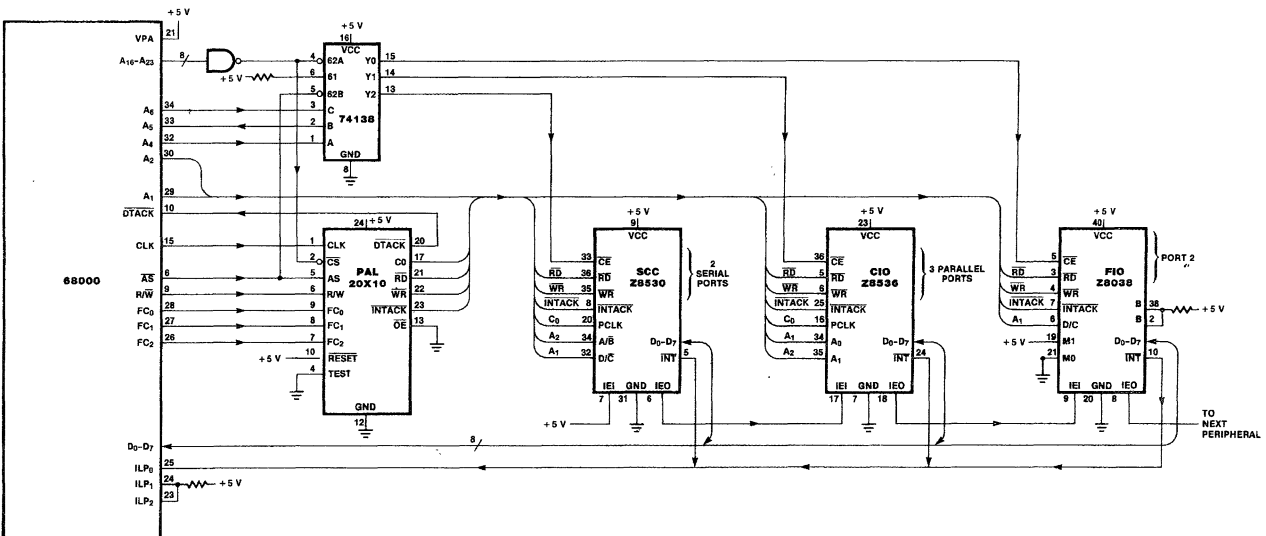 68000
VPA
21
+5 V
A16-A23
8
A6
34
A5
33
A4
32
A2
30
A1
29
DTACK
10
CLK
15
AS
6
R/W
9
FC0
28
FC1
27
FC2
26
D0-D7
8
ILP0
25
ILP1
24
+5 V
ILP2
23
+5 V
16
VCC
4
62A
Y0
15
+5 V
6
61
Y1
14
5
62B
Y2
13
3
C
2
B
74138
1
A
GND
8
24
+5 V
1
CLK
DTACK
20
PAL
20X10
2
CS
C0
17
5
AS
RD
21
6
R/W
WR
22
9
FC0
INTACK
23
8
FC1
OE
13
7
FC2
+5 V
10
RESET
4
TEST
GND
12
+5 V
9
VCC
33
CE
SCC
Z8530
2
SERIAL
PORTS
RD
36
RD
WR
35
WR
INTACK
8
INTACK
C0
20
PCLK
A2
34
A/B
D0-D7
A1
32
D/C
INT
5
IEI
GND
IEO
7
31
6
+5 V
+5 V
23
VCC
36
CE
CIO
Z8536
3 PARALLEL
PORTS
RD
5
RD
WR
6
WR
INTACK
25
INTACK
C0
16
PCLK
A1
34
A0
D0-D7
A2
35
A1
INT
24
IEI
GND
IEO
17
7
18
+5 V
40
VCC
5
CE
FIO
Z8038
PORT 2
RD
3
RD
WR
4
WR
INTACK
7
INTACK
B
38
+5 V
A1
6
D/C
B
2
+5 V
19
M1
D0-D7
21
M0
INT
10
IEI
GND
IEO
9
20
8
TO
NEXT
PERIPHERAL